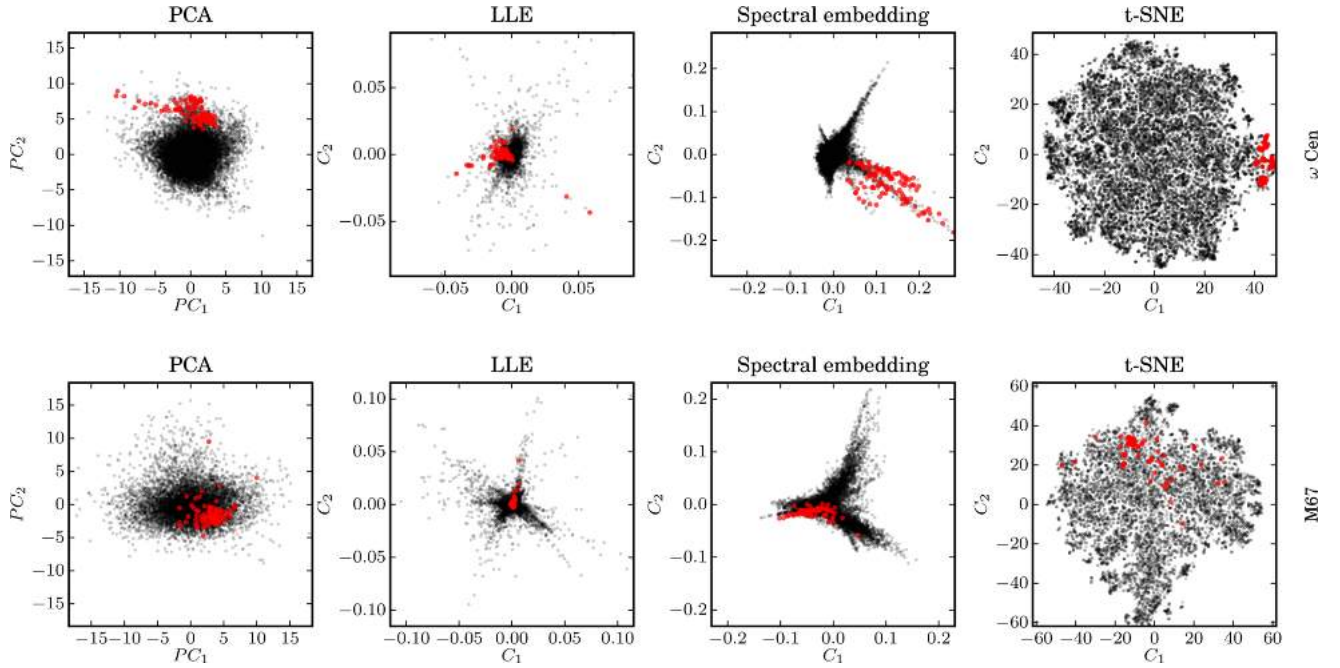 PCA
LLE
Spectral embedding
t-SNE
15
10
5
0
−5
−10
−15
PC₂
−15 −10 −5 0 5 10 15
PC₁
0.05
0.00
−0.05
C₂
−0.05 0.00 0.05
C₁
0.2
0.1
0.0
−0.1
−0.2
C₂
−0.2 −0.1 0.0 0.1 0.2
C₁
40
20
0
−20
−40
C₂
−40 −20 0 20 40
C₁
ω Cen
PCA
LLE
Spectral embedding
t-SNE
15
10
5
0
−5
−10
−15
PC₂
−15 −10 −5 0 5 10 15
PC₁
0.10
0.05
0.00
−0.05
−0.10
C₂
−0.10 −0.05 0.00 0.05 0.10
C₁
0.2
0.1
0.0
−0.1
−0.2
C₂
−0.2 −0.1 0.0 0.1 0.2
C₁
60
40
20
0
−20
−40
−60
C₂
−60 −40 −20 0 20 40 60
C₁
M67